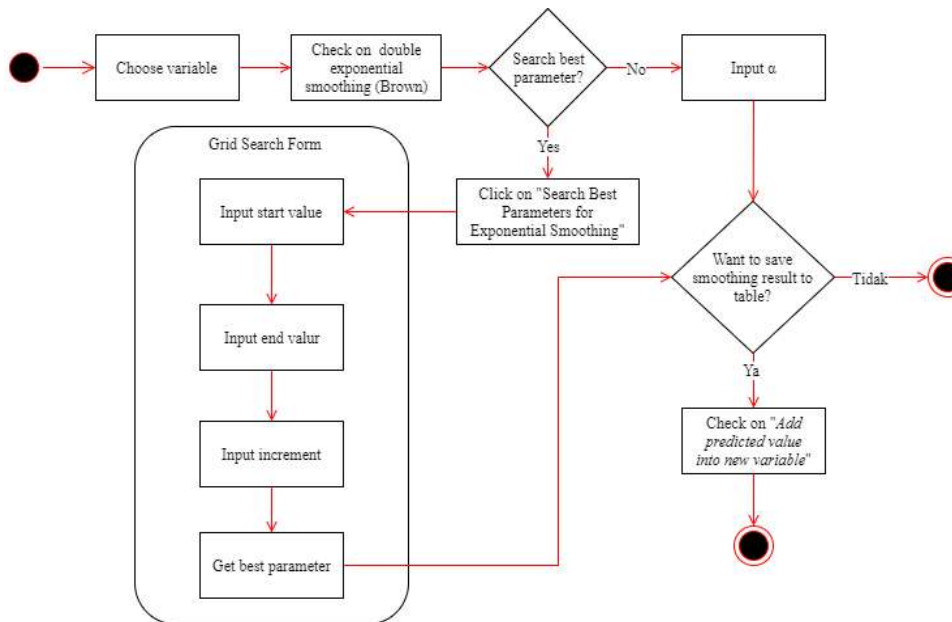 Choose variable
Check on double
exponential
smoothing (Brown)
Search best
parameter?
No
Input α
Yes
Click on "Search Best
Parameters for
Exponential Smoothing"
Grid Search Form
Input start value
Input end valur
Input increment
Get best parameter
Want to save
smoothing result to
table?
Tidak
Ya
Check on "Add
predicted value
into new variable"